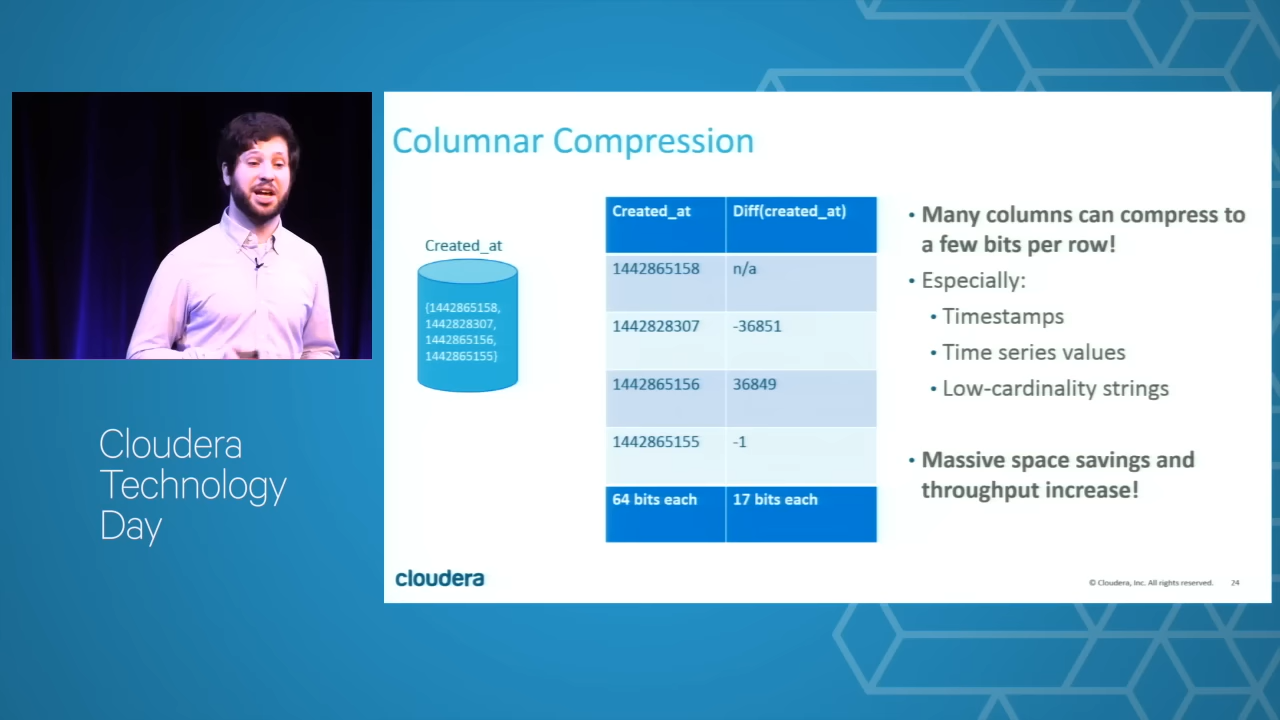 Columnar Compression
Created_at
{1442865158,
1442828307,
1442865156,
1442865155}
Created_at Diff(created_at)
1442865158 n/a
1442828307 -36851
1442865156 36849
1442865155 -1
64 bits each 17 bits each
• Many columns can compress to
a few bits per row!
• Especially:
• Timestamps
• Time series values
• Low-cardinality strings
• Massive space savings and
throughput increase!
cloudera
© Cloudera, Inc. All rights reserved. 24
Cloudera
Technology
Day